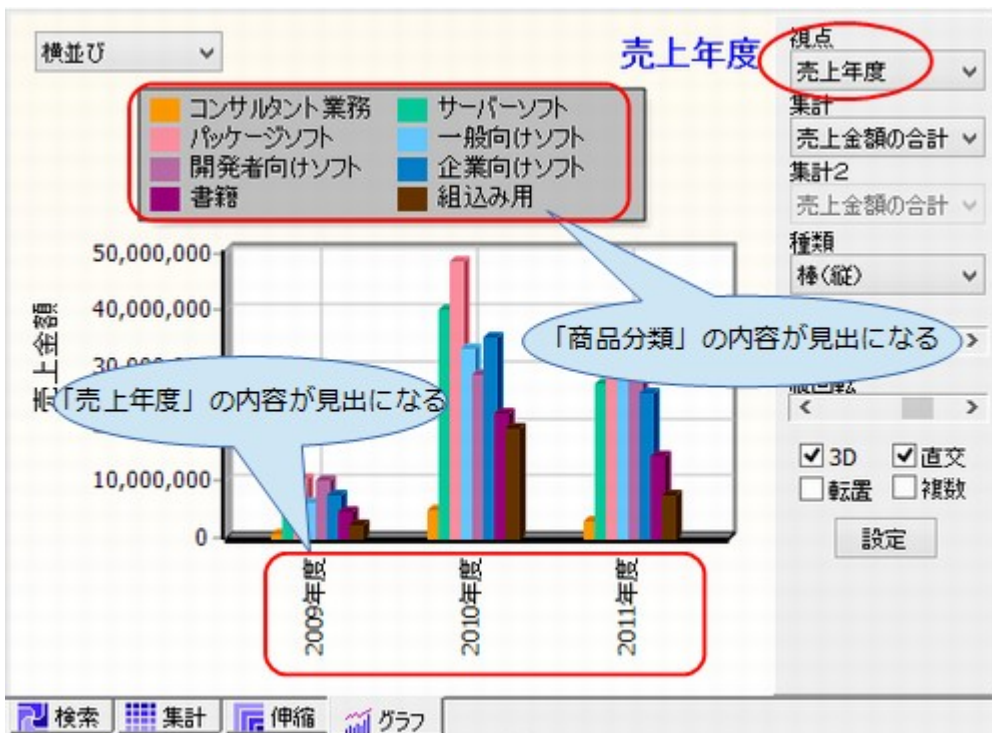 横並び
売上年度
コンサルタント業務
サーバーソフト
パッケージソフト
一般向けソフト
開発者向けソフト
企業向けソフト
書籍
組込み用
売上金額
50,000,000
40,000,000
10,000,000
0
「売上年度」の内容が見出になる
「商品分類」の内容が見出になる
2009年度
2010年度
2011年度
視点
売上年度
集計
売上金額の合計
集計2
売上金額の合計
種類
棒(縦)
3D
直交
転置
複数
設定
検索
集計
伸縮
グラフ